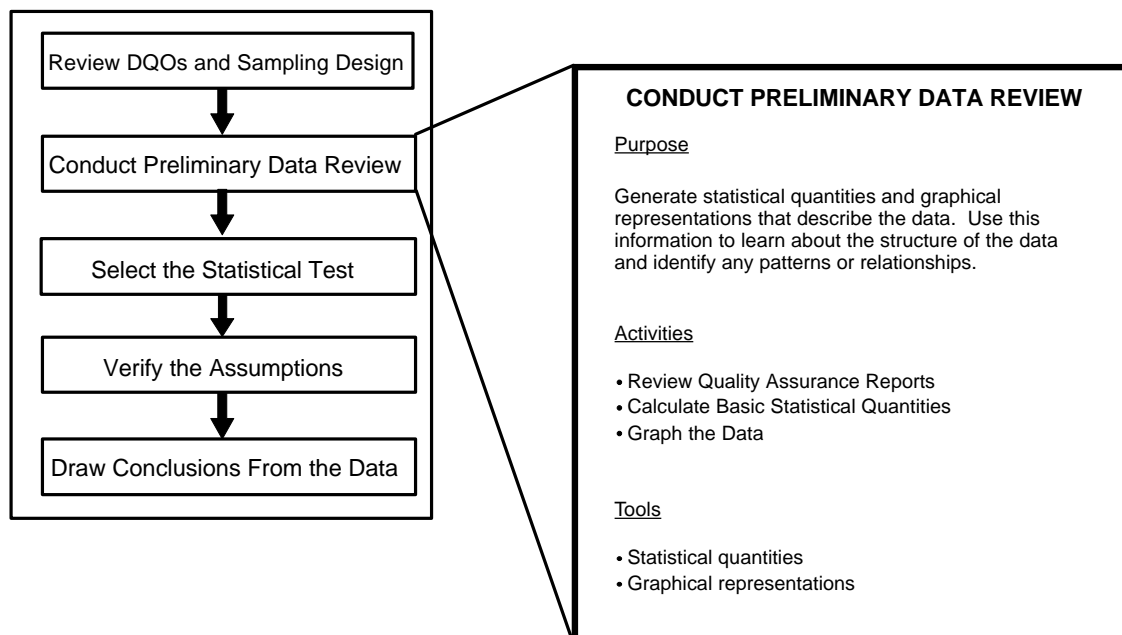 Review DQOs and Sampling Design
Conduct Preliminary Data Review
Select the Statistical Test
Verify the Assumptions
Draw Conclusions From the Data
CONDUCT PRELIMINARY DATA REVIEW
Purpose
Generate statistical quantities and graphical
representations that describe the data.  Use this
information to learn about the structure of the data
and identify any patterns or relationships.
Activities
• Review Quality Assurance Reports
• Calculate Basic Statistical Quantities
• Graph the Data
Tools
• Statistical quantities
• Graphical representations